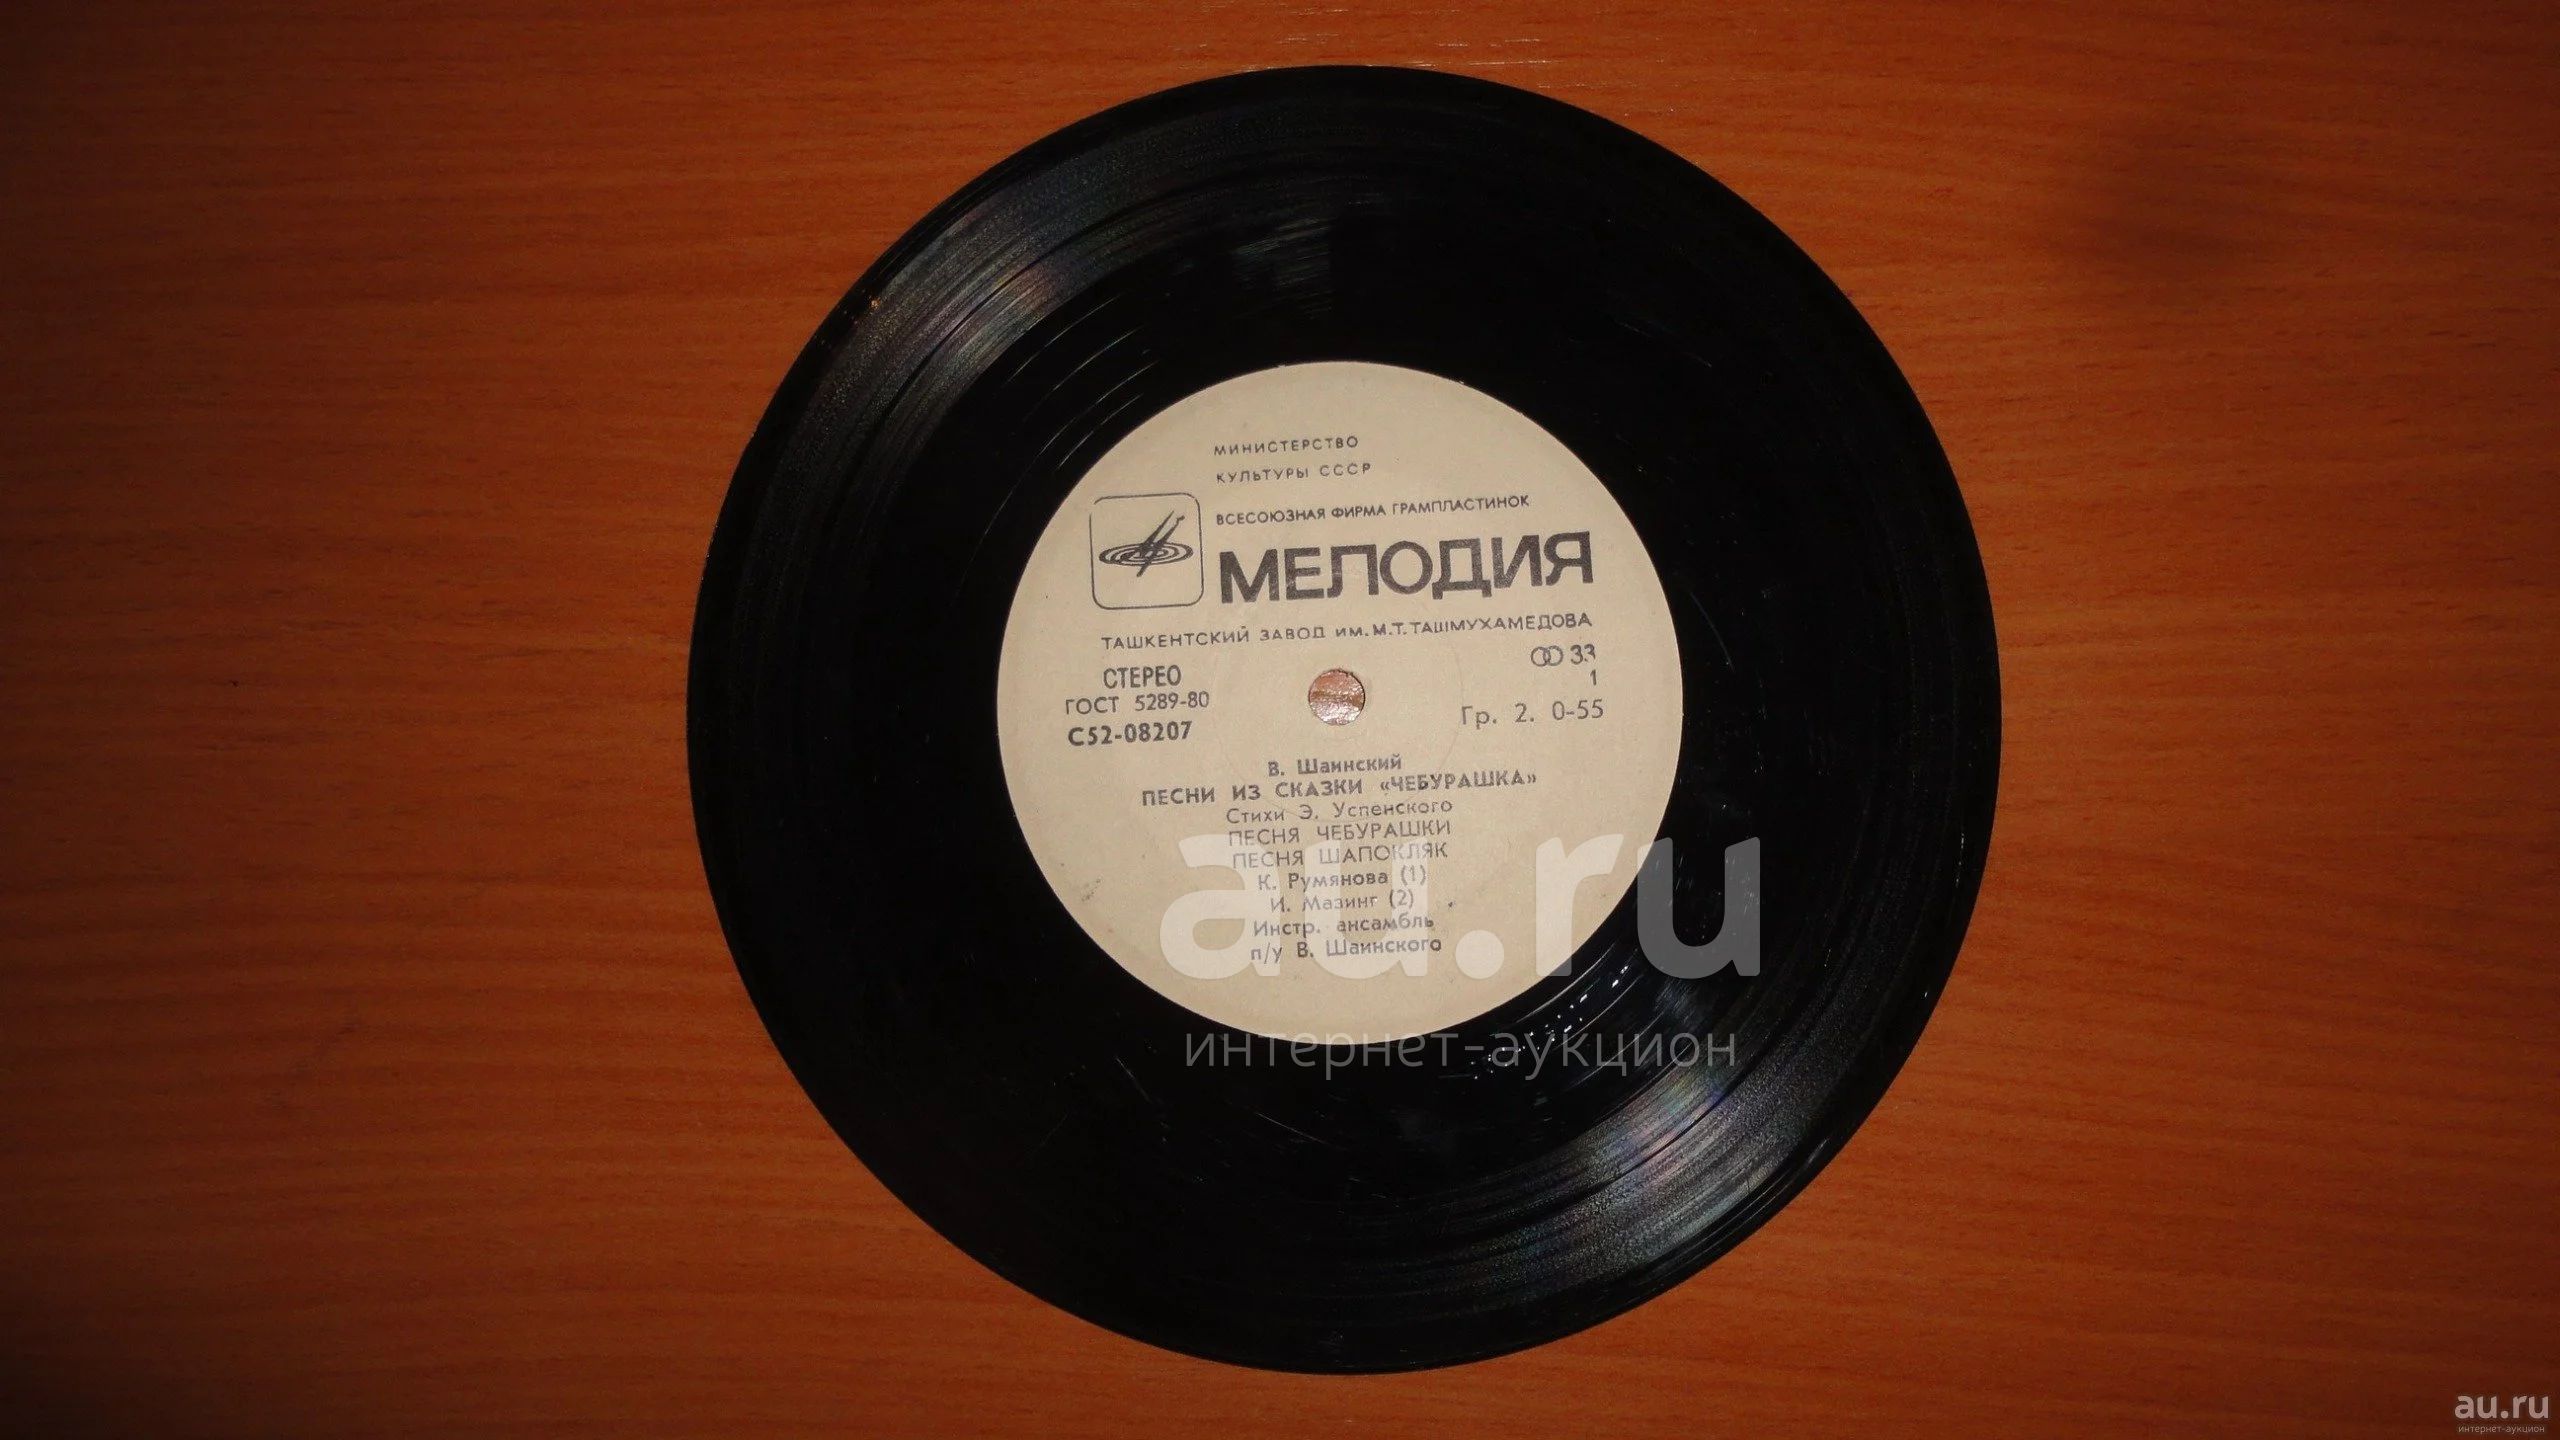 МИНИСТЕРСТВО
КУЛЬТУРЫ СССР
ВСЕСОЮЗНАЯ ФИРМА ГРАМПЛАСТИНОК
МЕЛОДИЯ
ТАШКЕНТСКИЙ ЗАВОД ИМ. М.Т. ТАШМУХАМЕДОВА
СТЕРЕО
33
ГОСТ 5289-80
1
С52-08207
Гр. 2. 0-55
В. Шаинский
ПЕСНИ ИЗ СКАЗКИ «ЧЕБУРАШКА»
Стихи Э. Успенского
ПЕСНЯ ЧЕБУРАШКИ
ПЕСНЯ ШАПОКЛЯК
К. Румянова (1)
И. Мазинг (2)
Инстр. ансамбль
п/у В. Шаинского
au.ru
интернет-аукцион
au.ru
интернет-аукцион